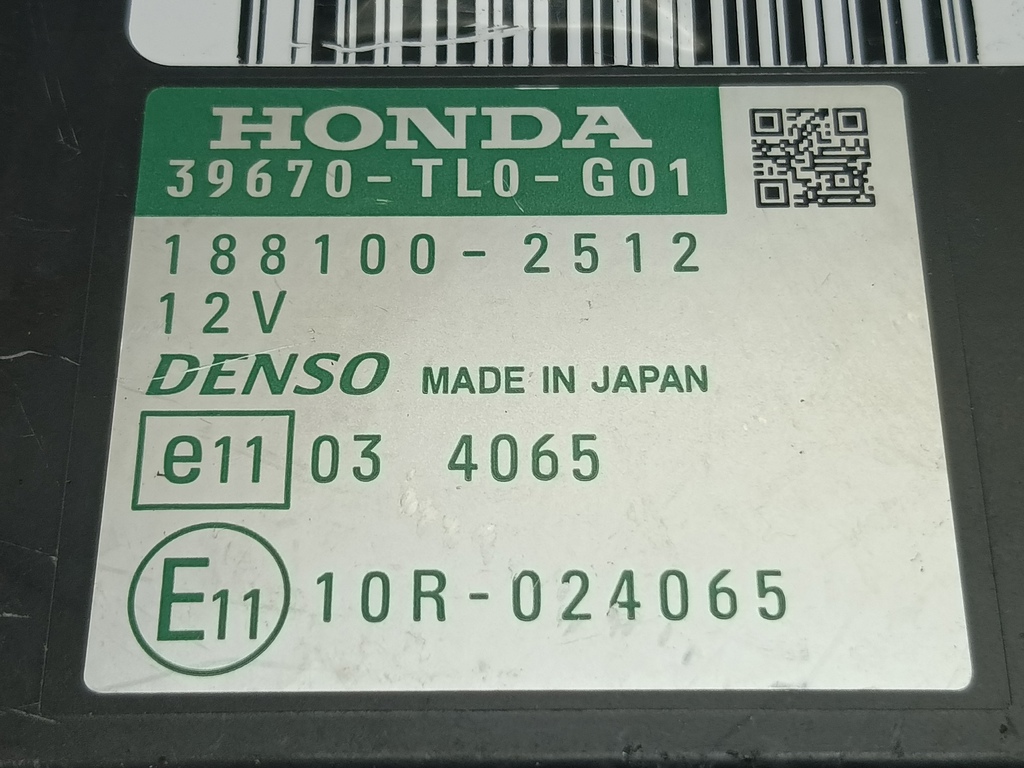 HONDA
39670-TL0-G01
188100-2512
12V
DENSO MADE IN JAPAN
e11 03 4065
E11 10R-024065